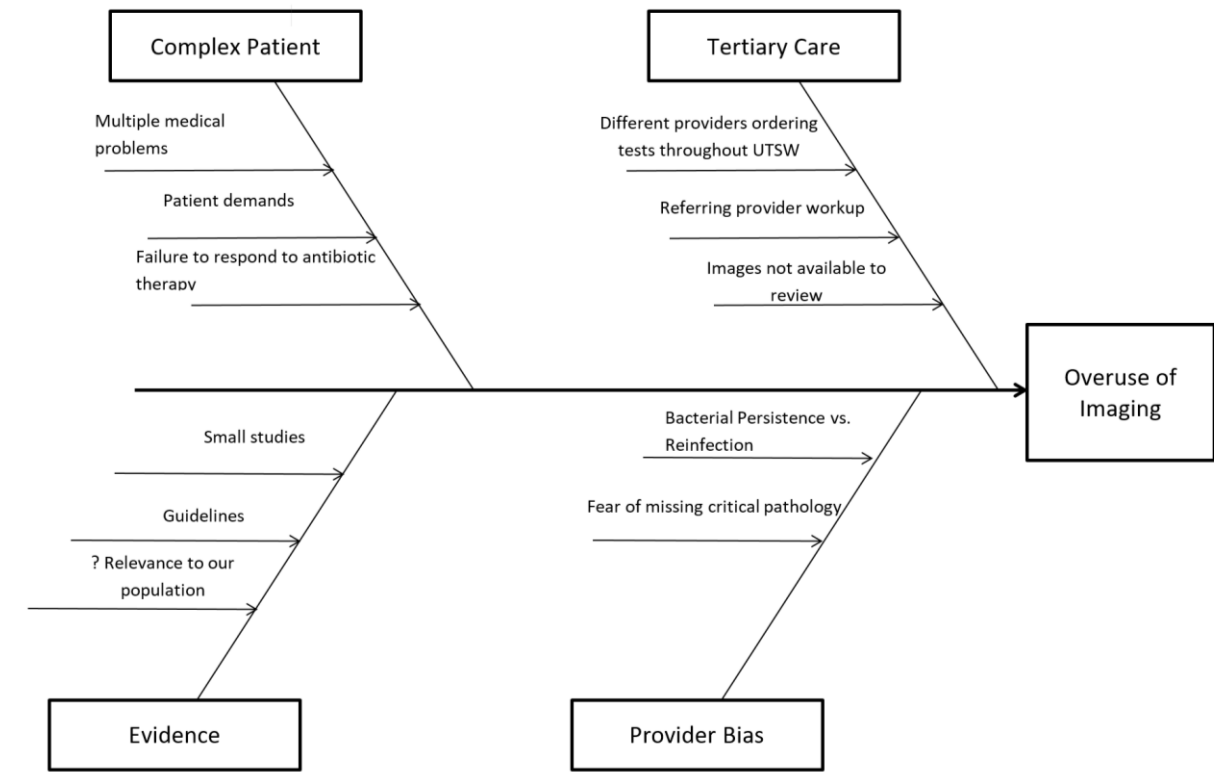 Complex Patient
Tertiary Care
Multiple medical
problems
Patient demands
Failure to respond to antibiotic
therapy
Different providers ordering
tests throughout UTSW
Referring provider workup
Images not available to
review
Overuse of
Imaging
Small studies
Guidelines
? Relevance to our
population
Bacterial Persistence vs.
Reinfection
Fear of missing critical pathology
Evidence
Provider Bias